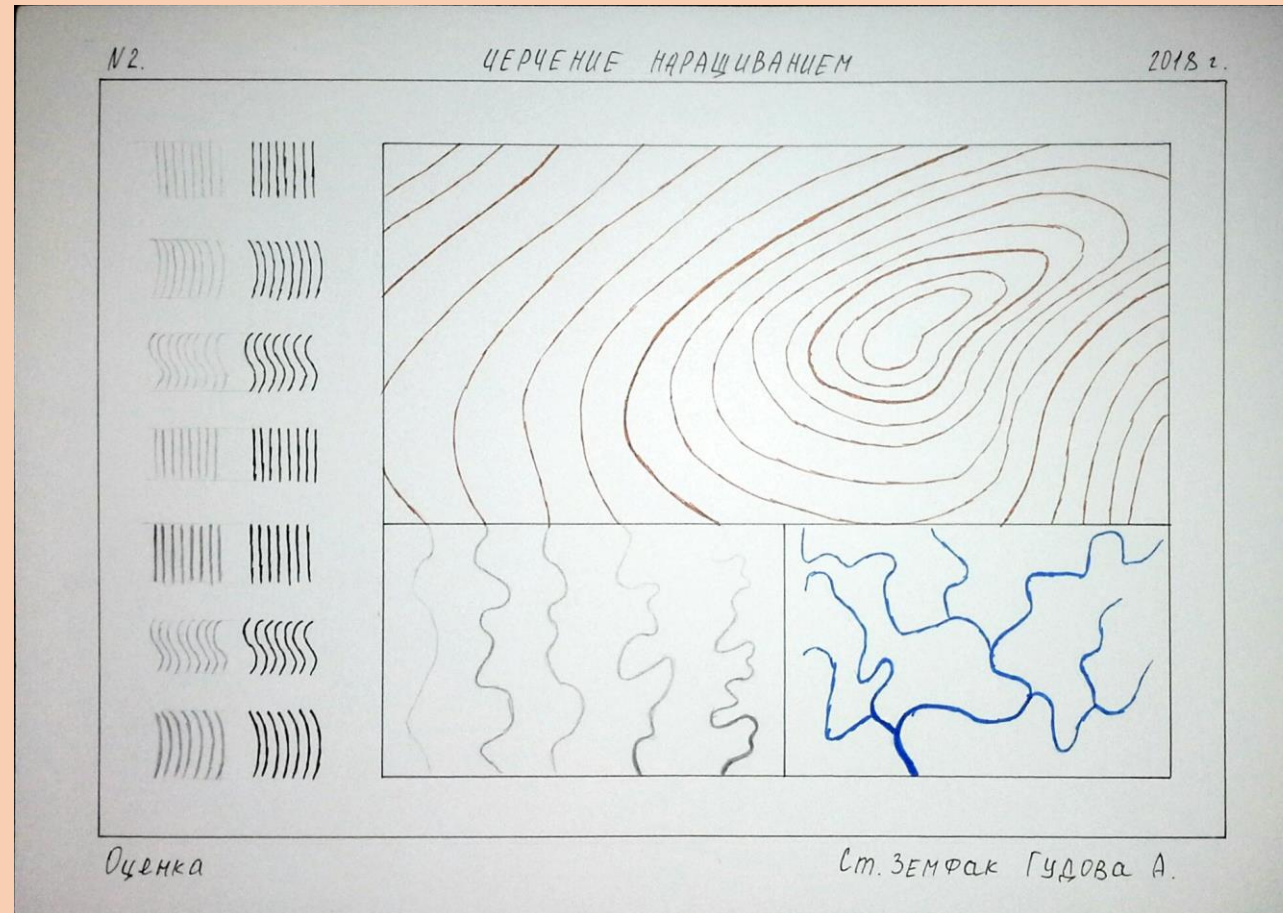 N2.
ЧЕРЧЕНИЕ НАРАЩИВАНИЕМ
2018 г.
Оценка
Ст. ЗЕМФАК ГУДОВА А.